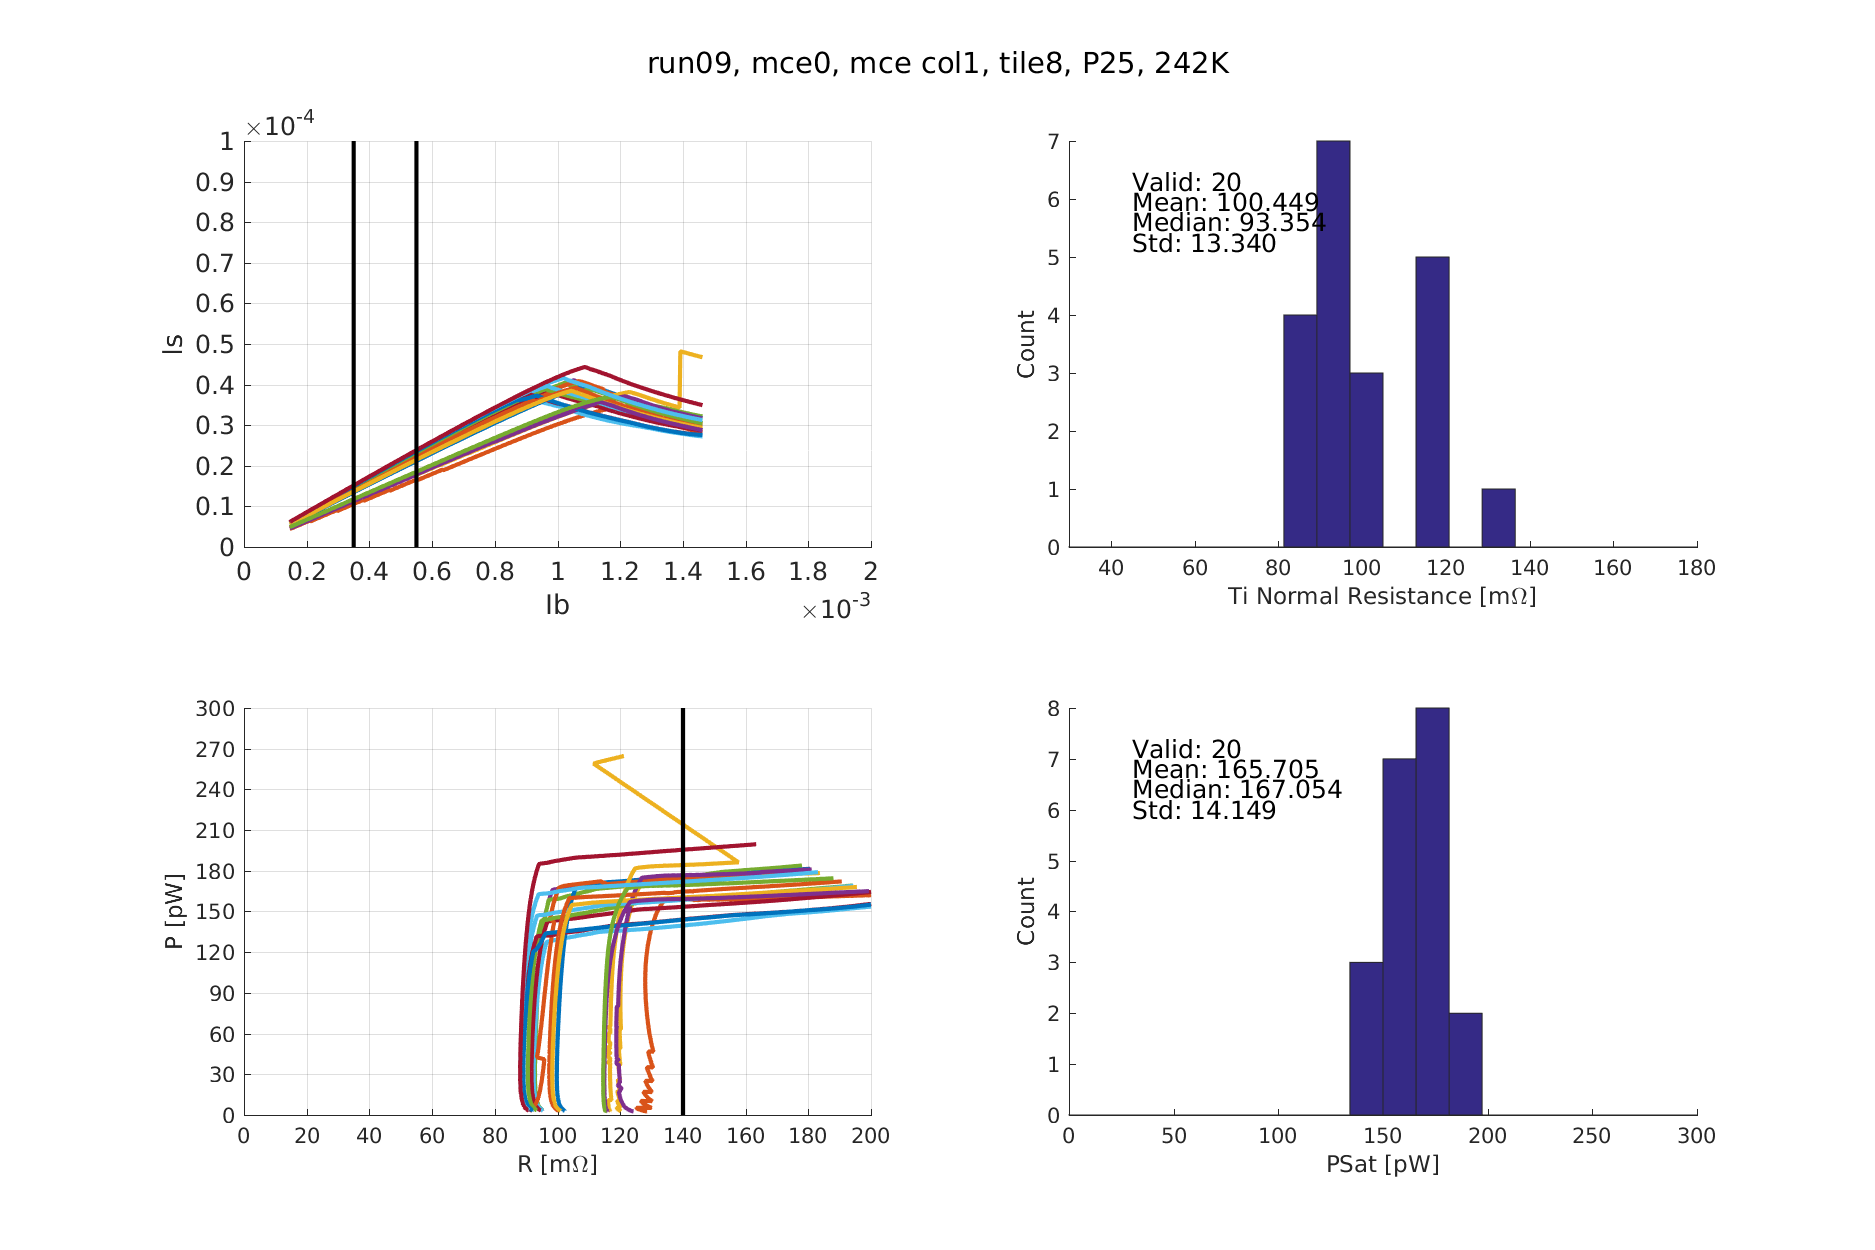 run09, mce0, mce col1, tile8, P25, 242K
×10-4
1
0.9
0.8
0.7
0.6
0.5
0.4
0.3
0.2
0.1
0
Is
0 0.2 0.4 0.6 0.8 1 1.2 1.4 1.6 1.8 2
Ib
×10-3
7
6
5
4
3
2
1
0
Count
Valid: 20
Mean: 100.449
Median: 93.354
Std: 13.340
40 60 80 100 120 140 160 180
Ti Normal Resistance [mΩ]
300
270
240
210
180
150
120
90
60
30
0
P [pW]
0 20 40 60 80 100 120 140 160 180 200
R [mΩ]
8
7
6
5
4
3
2
1
0
Count
Valid: 20
Mean: 165.705
Median: 167.054
Std: 14.149
0 50 100 150 200 250 300
PSat [pW]